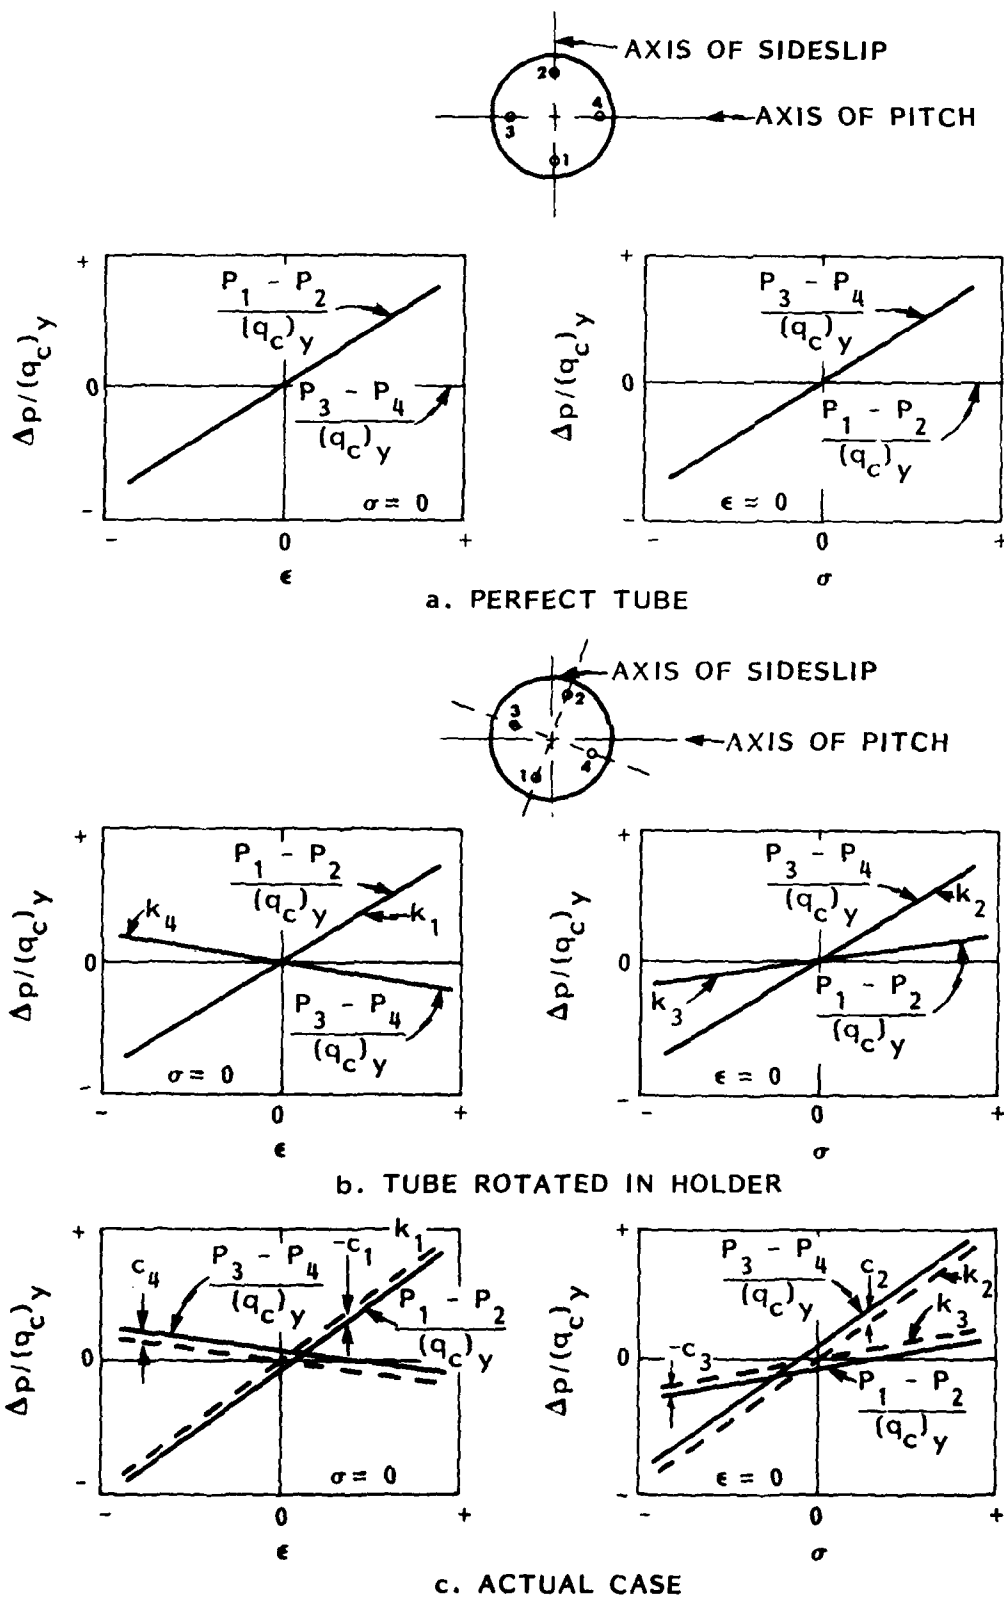 AXIS OF SIDESLIP
2
4
3
AXIS OF PITCH
1
+
P1 - P2
(qc)y
Δp/(qc)y
0
P3 - P4
(qc)y
-
σ = 0
0
+
ϵ
+
P3 - P4
(qc)y
Δp/(qc)y
0
P1 - P2
(qc)y
-
ϵ = 0
- 0 +
σ
a. PERFECT TUBE
AXIS OF SIDESLIP
2
3
AXIS OF PITCH
4
1
+
P1 - P2
(qc)y
k4
k1
Δp/(qc)y
0
P3 - P4
(qc)y
σ = 0
-
- 0 +
ϵ
+
P3 - P4
(qc)y
k2
Δp/(qc)y
0
k3
P1 - P2
(qc)y
ϵ = 0
-
- 0 +
σ
b. TUBE ROTATED IN HOLDER
+
c4
P3 - P4
(qc)y
-c1
k1
P1 - P2
(qc)y
Δp/(qc)y
0
-
σ = 0
- 0 +
ϵ
+
P3 - P4
(qc)y
c2
k2
k3
Δp/(qc)y
0
-c3
P1 - P2
(qc)y
-
ϵ = 0
- 0 +
σ
c. ACTUAL CASE